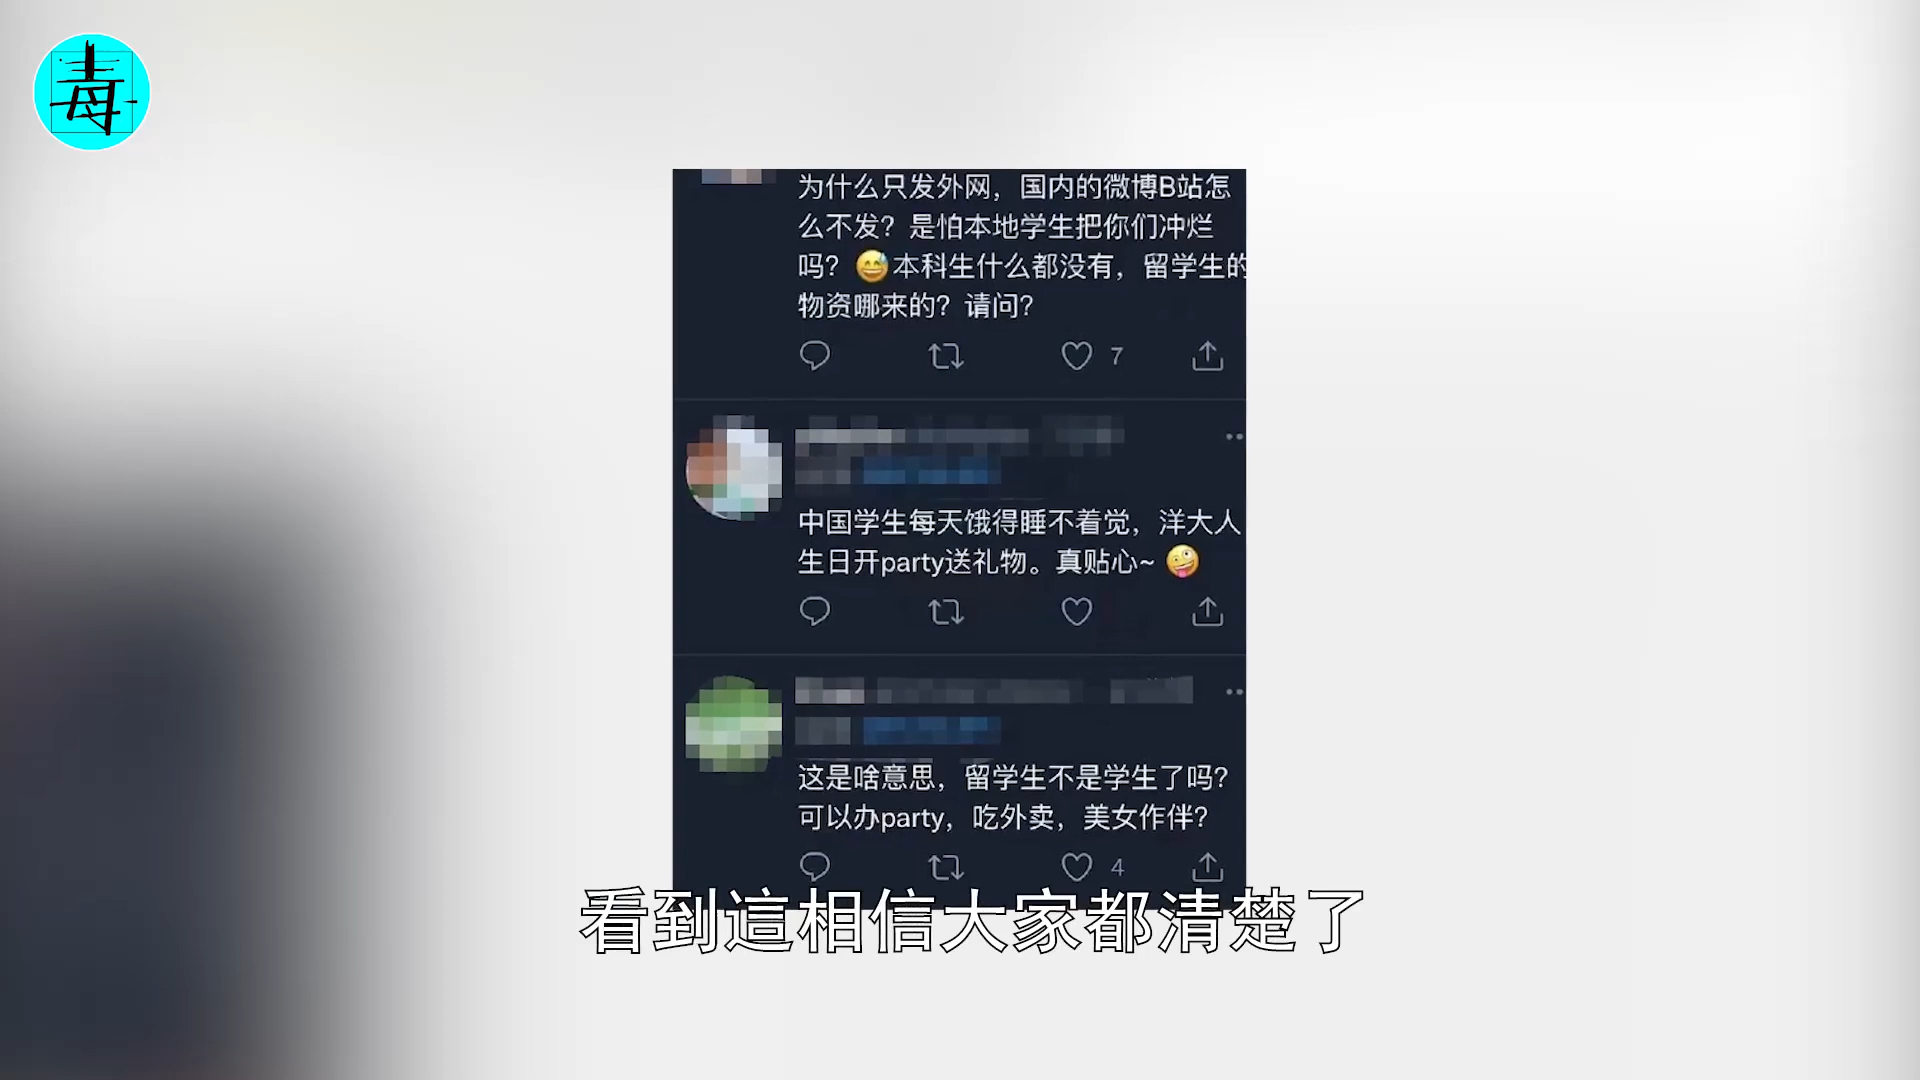 毒
为什么只发外网，国内的微博B站怎
么不发？是怕本地学生把你们冲烂
吗？😅本科生什么都没有，留学生的
物资哪来的？请问？
7
中国学生每天饿得睡不着觉，洋大人
生日开party送礼物。真贴心~ 🤪
这是啥意思，留学生不是学生了吗？
可以办party，吃外卖，美女作伴？
4
看到這相信大家都清楚了